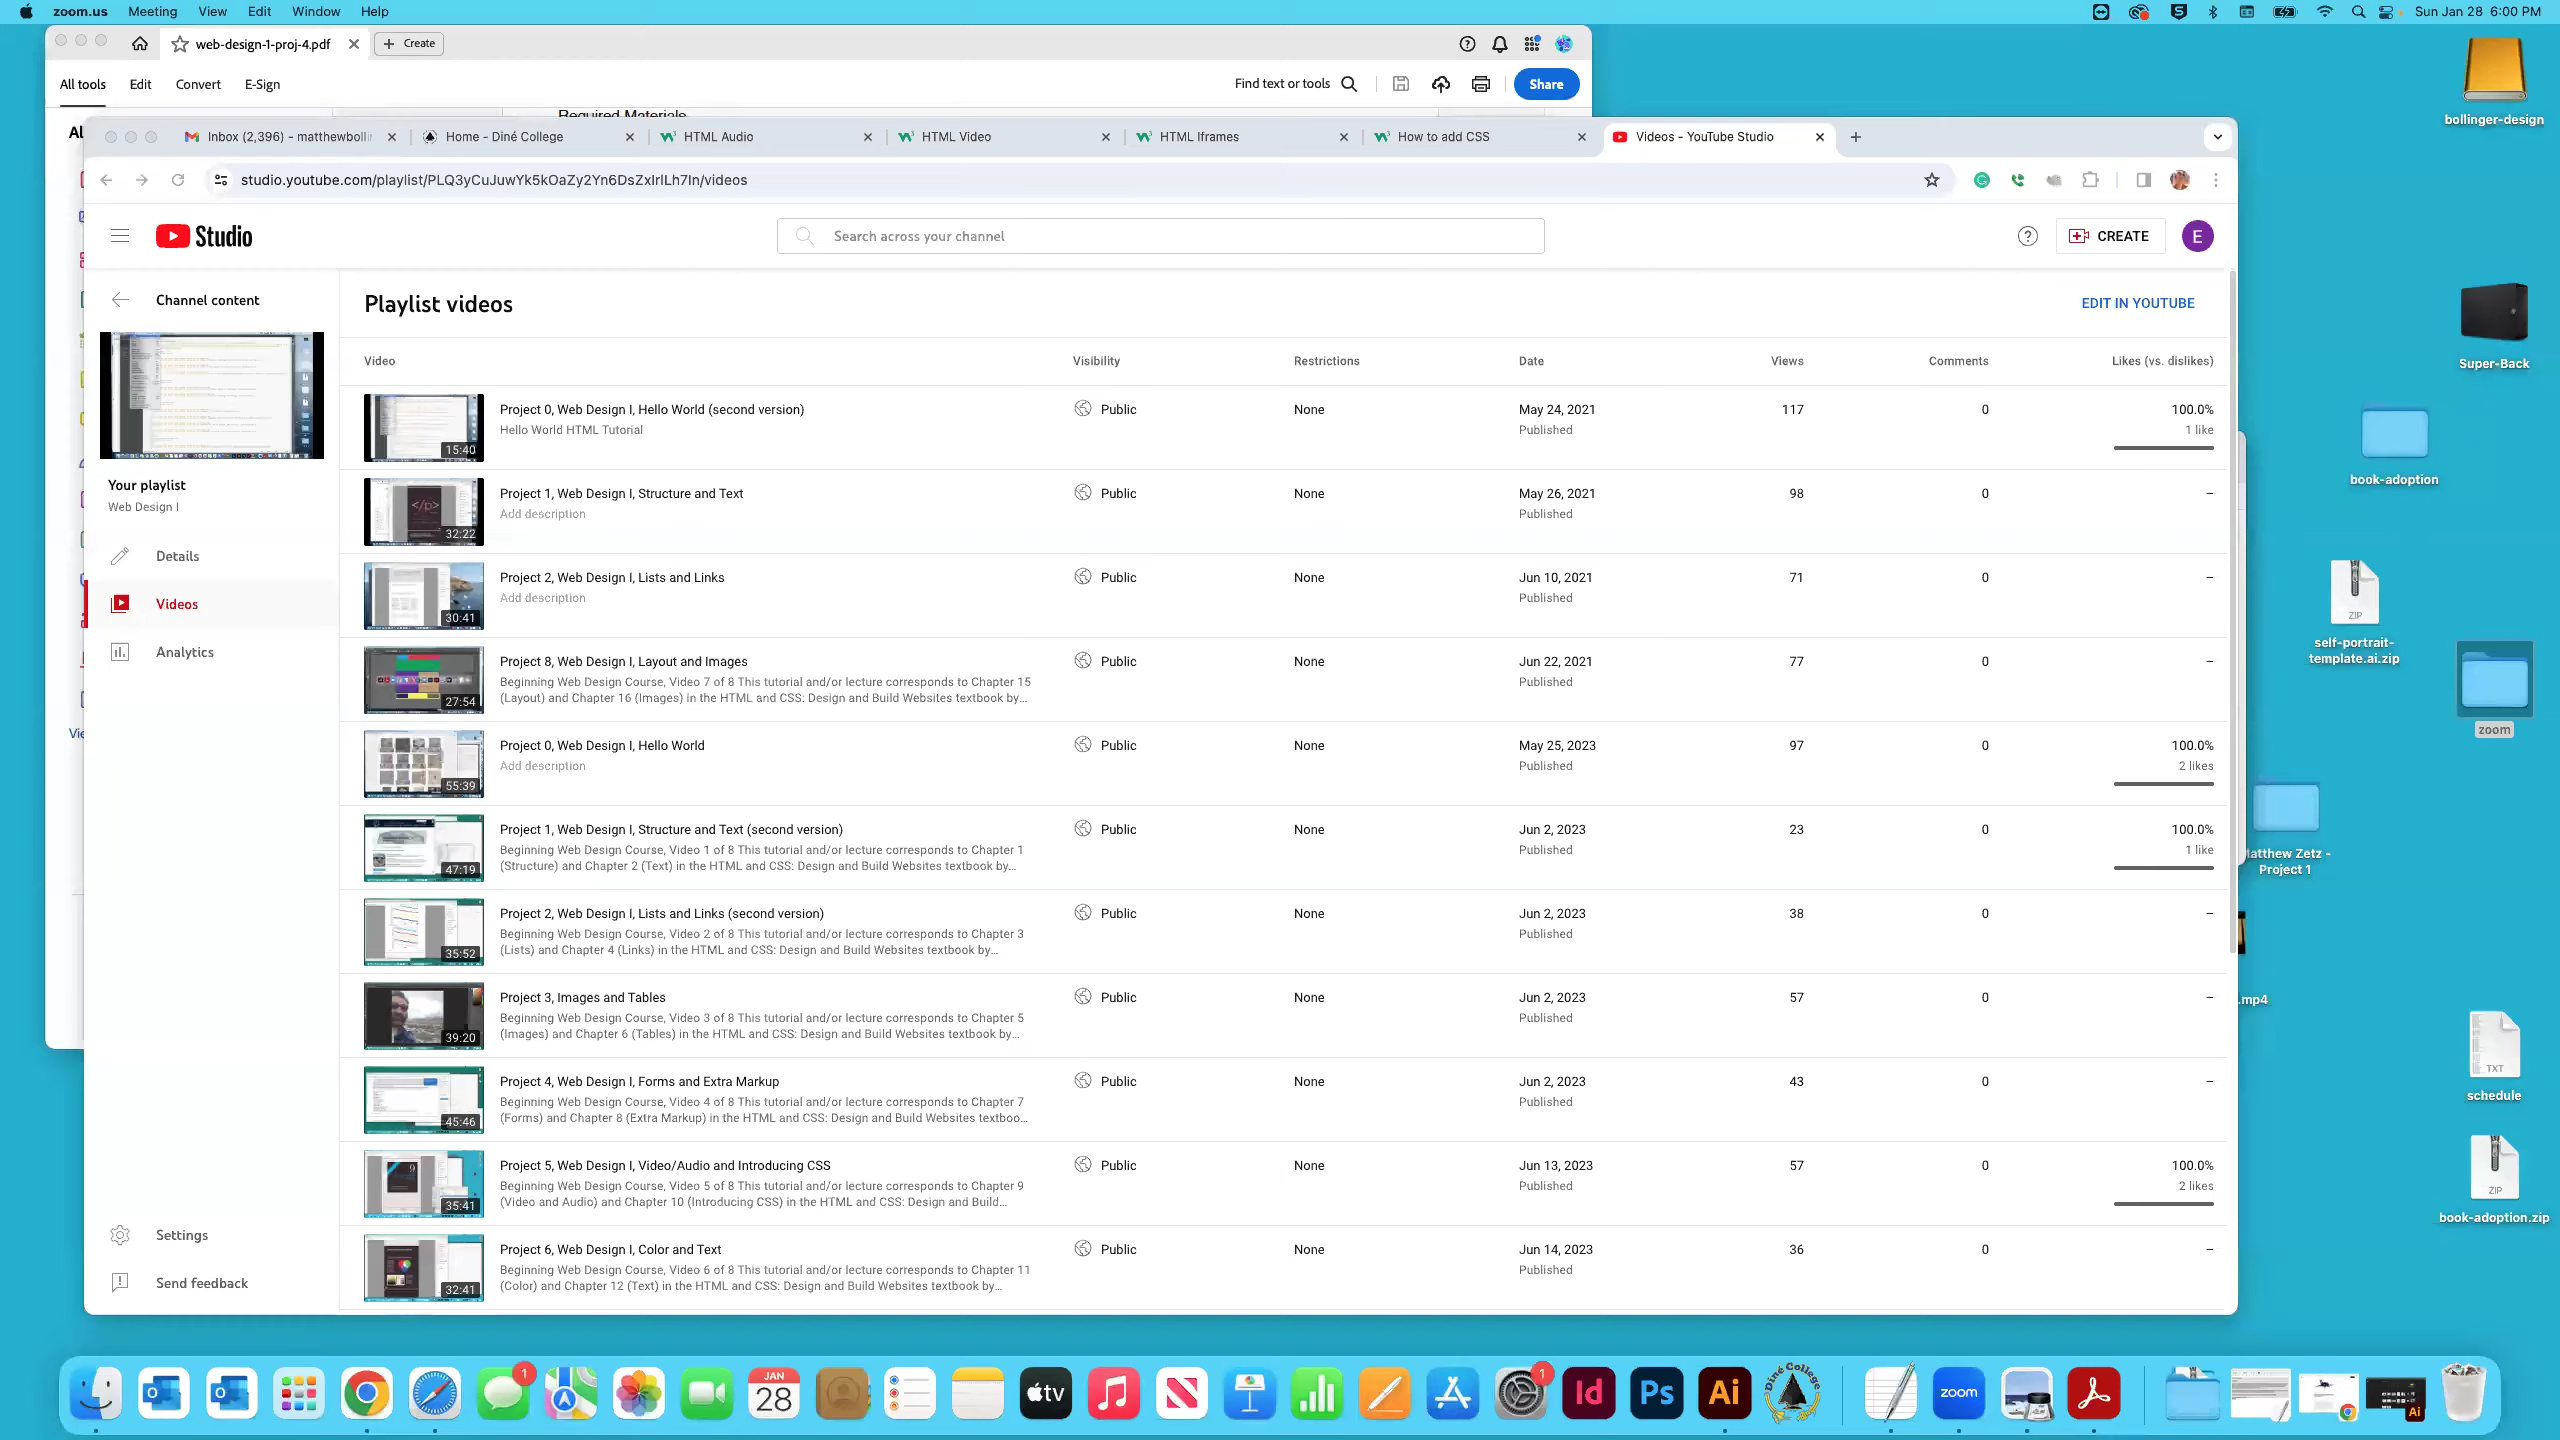 zoom.us Meeting View Edit Window Help
Sun Jan 28 6:00 PM
web-design-1-proj-4.pdf
Create
All tools Edit Convert E-Sign
Find text or tools
Share
Required Materials
Inbox (2,396) - matthewbolli
Home - Diné College
HTML Audio
HTML Video
HTML Iframes
How to add CSS
Videos - YouTube Studio
studio.youtube.com/playlist/PLQ3yCuJuwYk5kOaZy2Yn6DsZxIrlLh7In/videos
Studio
Search across your channel
CREATE
E
Channel content
Your playlist
Web Design I
Details
Videos
Analytics
Settings
Send feedback
Playlist videos
EDIT IN YOUTUBE
Video Visibility Restrictions Date Views Comments Likes (vs. dislikes)
15:40
Project 0, Web Design I, Hello World (second version) Public None May 24, 2021 117 0 100.0%
Hello World HTML Tutorial Published 1 like
32:22
Project 1, Web Design I, Structure and Text Public None May 26, 2021 98 0 –
Add description Published
30:41
Project 2, Web Design I, Lists and Links Public None Jun 10, 2021 71 0 –
Add description Published
27:54
Project 8, Web Design I, Layout and Images Public None Jun 22, 2021 77 0 –
Beginning Web Design Course, Video 7 of 8 This tutorial and/or lecture corresponds to Chapter 15 Published
(Layout) and Chapter 16 (Images) in the HTML and CSS: Design and Build Websites textbook by…
55:39
Project 0, Web Design I, Hello World Public None May 25, 2023 97 0 100.0%
Add description Published 2 likes
47:19
Project 1, Web Design I, Structure and Text (second version) Public None Jun 2, 2023 23 0 100.0%
Beginning Web Design Course, Video 1 of 8 This tutorial and/or lecture corresponds to Chapter 1 Published 1 like
(Structure) and Chapter 2 (Text) in the HTML and CSS: Design and Build Websites textbook by…
35:52
Project 2, Web Design I, Lists and Links (second version) Public None Jun 2, 2023 38 0 –
Beginning Web Design Course, Video 2 of 8 This tutorial and/or lecture corresponds to Chapter 3 Published
(Lists) and Chapter 4 (Links) in the HTML and CSS: Design and Build Websites textbook by…
39:20
Project 3, Images and Tables Public None Jun 2, 2023 57 0 –
Beginning Web Design Course, Video 3 of 8 This tutorial and/or lecture corresponds to Chapter 5 Published
(Images) and Chapter 6 (Tables) in the HTML and CSS: Design and Build Websites textbook by…
45:46
Project 4, Web Design I, Forms and Extra Markup Public None Jun 2, 2023 43 0 –
Beginning Web Design Course, Video 4 of 8 This tutorial and/or lecture corresponds to Chapter 7 Published
(Forms) and Chapter 8 (Extra Markup) in the HTML and CSS: Design and Build Websites textboo…
35:41
Project 5, Web Design I, Video/Audio and Introducing CSS Public None Jun 13, 2023 57 0 100.0%
Beginning Web Design Course, Video 5 of 8 This tutorial and/or lecture corresponds to Chapter 9 Published 2 likes
(Video and Audio) and Chapter 10 (Introducing CSS) in the HTML and CSS: Design and Build…
32:41
Project 6, Web Design I, Color and Text Public None Jun 14, 2023 36 0 –
Beginning Web Design Course, Video 6 of 8 This tutorial and/or lecture corresponds to Chapter 11 Published
(Color) and Chapter 12 (Text) in the HTML and CSS: Design and Build Websites textbook by…
bollinger-design
Super-Back
book-adoption
ZIP
self-portrait-
template.ai.zip
zoom
atthew Zetz -
Project 1
.mp4
TXT
schedule
ZIP
book-adoption.zip
1
JAN
28
tv
1
Id
Ps
Ai
Diné College
zoom
Ai